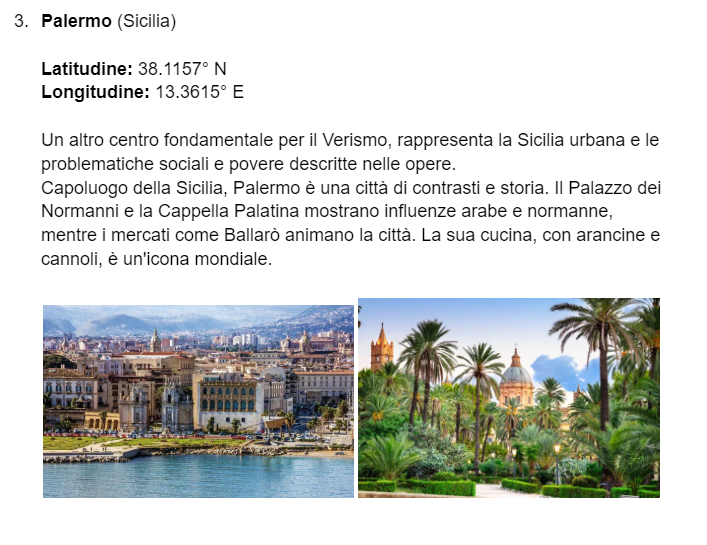 3. Palermo (Sicilia)
Latitudine: 38.1157° N
Longitudine: 13.3615° E
Un altro centro fondamentale per il Verismo, rappresenta la Sicilia urbana e le
problematiche sociali e povere descritte nelle opere.
Capoluogo della Sicilia, Palermo è una città di contrasti e storia. Il Palazzo dei
Normanni e la Cappella Palatina mostrano influenze arabe e normanne,
mentre i mercati come Ballarò animano la città. La sua cucina, con arancine e
cannoli, è un'icona mondiale.